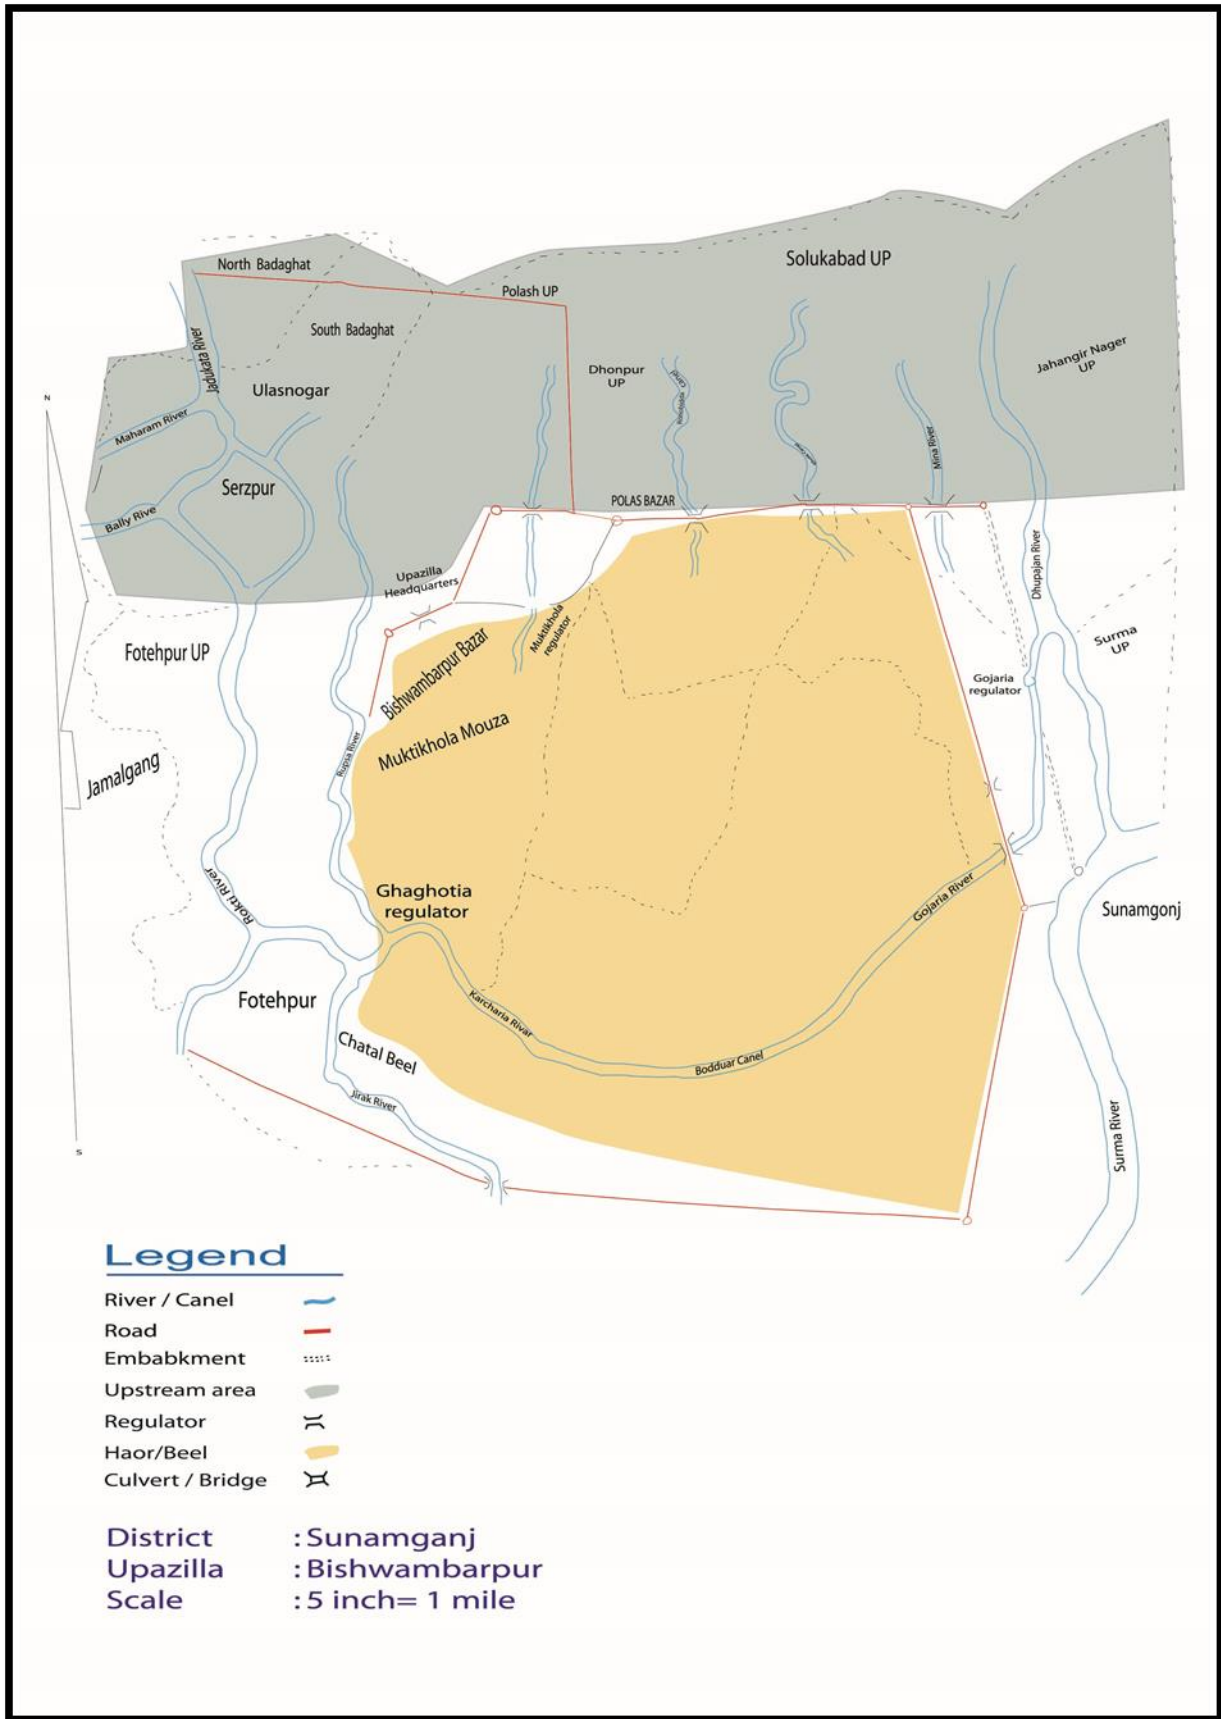 Solukabad UP
North Badaghat
Polash UP
South Badaghat
Jadukata River
Jahangir Nager
UP
Dhonpur
UP
Ulasnogar
Canel
N
Maharam River
Mina River
Serzpur
POLAS BAZAR
Bally Rive
Dhupajan River
Upazilla
Headquarters
Muktikhola
regulator
Surma
UP
Fotehpur UP
Bishwambarpur Bazar
Gojaria
regulator
Muktikhola Mouza
Rupsa River
Jamalgang
Ghaghotia
regulator
Rokti River
Gojaria River
Sunamgonj
Fotehpur
Karcharia Rivar
Chatal Beel
Bodduar Canel
Jirak River
Surma River
S
Legend
River / Canel
Road
Embabkment
Upstream area
Regulator
Haor/Beel
Culvert / Bridge
District : Sunamganj
Upazilla : Bishwambarpur
Scale : 5 inch= 1 mile